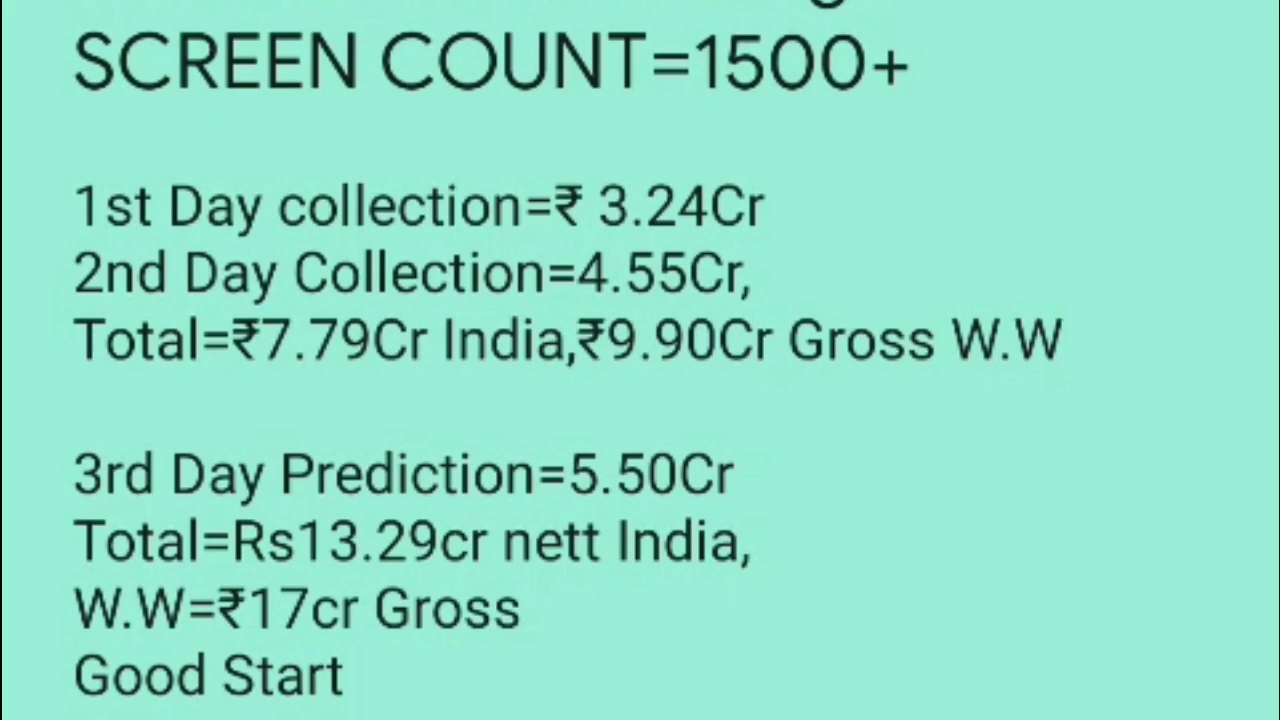 SCREEN COUNT=1500+
1st Day collection=₹ 3.24Cr
2nd Day Collection=4.55Cr,
Total=₹7.79Cr India,₹9.90Cr Gross W.W
3rd Day Prediction=5.50Cr
Total=Rs13.29cr nett India,
W.W=₹17cr Gross
Good Start